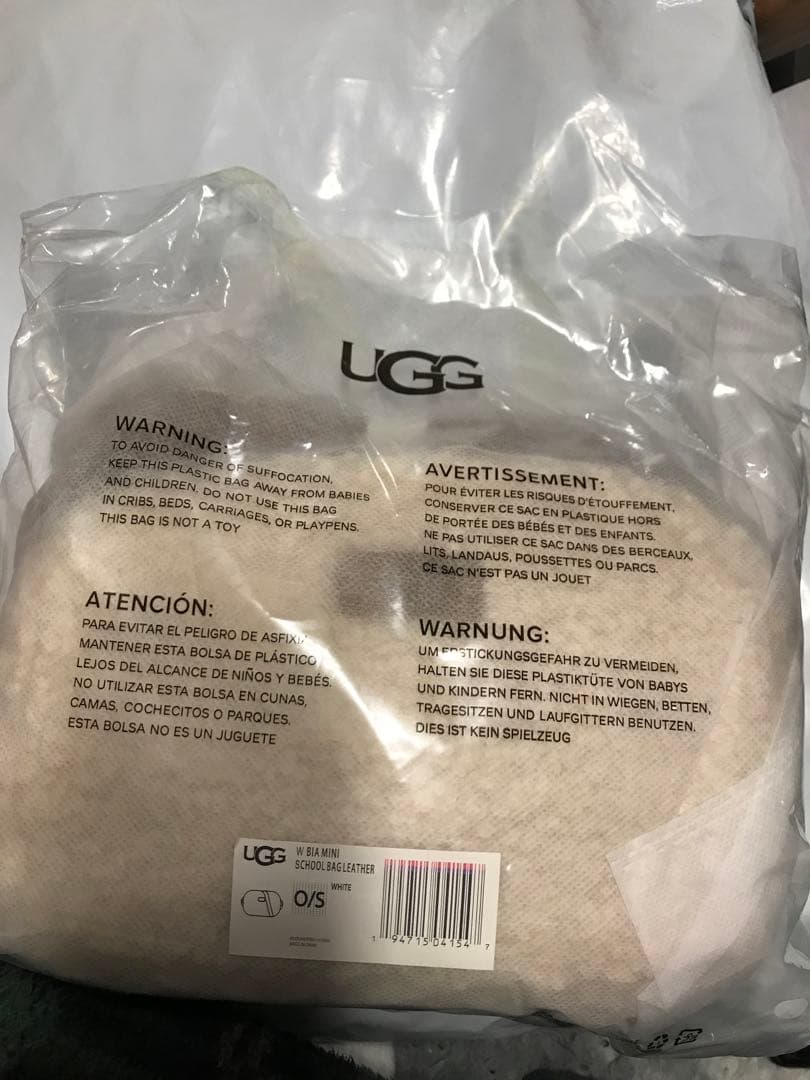 UGG
WARNING:
TO AVOID DANGER OF SUFFOCATION,
KEEP THIS PLASTIC BAG AWAY FROM BABIES
AND CHILDREN. DO NOT USE THIS BAG
IN CRIBS, BEDS, CARRIAGES, OR PLAYPENS.
THIS BAG IS NOT A TOY
AVERTISSEMENT:
POUR ÉVITER LES RISQUES D'ÉTOUFFEMENT,
CONSERVER CE SAC EN PLASTIQUE HORS
DE PORTÉE DES BÉBÉS ET DES ENFANTS.
NE PAS UTILISER CE SAC DANS DES BERCEAUX,
LITS, LANDAUS, POUSSETTES OU PARCS.
CE SAC N'EST PAS UN JOUET
ATENCIÓN:
PARA EVITAR EL PELIGRO DE ASFIXIA
MANTENER ESTA BOLSA DE PLÁSTICO
LEJOS DEL ALCANCE DE NIÑOS Y BEBÉS.
NO UTILIZAR ESTA BOLSA EN CUNAS,
CAMAS, COCHECITOS O PARQUES.
ESTA BOLSA NO ES UN JUGUETE
WARNUNG:
UM ERSTICKUNGSGEFAHR ZU VERMEIDEN,
HALTEN SIE DIESE PLASTIKTÜTE VON BABYS
UND KINDERN FERN. NICHT IN WIEGEN, BETTEN,
TRAGESITZEN UND LAUFGITTERN BENUTZEN.
DIES IST KEIN SPIELZEUG
UGG
W BIA MINI
SCHOOL BAG LEATHER
WHITE
O/S
1 94715 04154 7